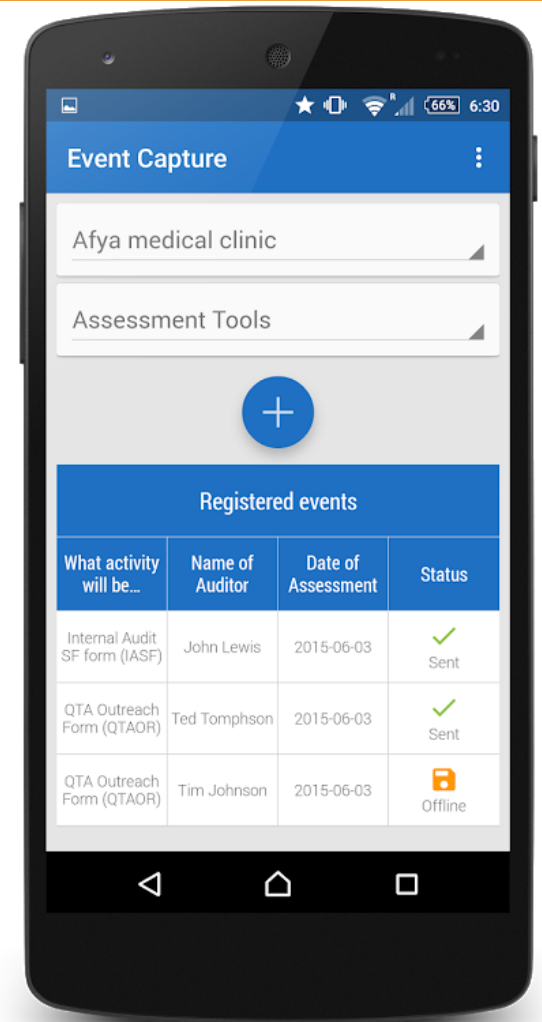 R
66%
6:30
Event Capture
Afya medical clinic
Assessment Tools
Registered events
What activity
will be…
Name of
Auditor
Date of
Assessment
Status
Internal Audit
SF form (IASF)
John Lewis
2015-06-03
Sent
QTA Outreach
Form (QTAOR)
Ted Tomphson
2015-06-03
Sent
QTA Outreach
Form (QTAOR)
Tim Johnson
2015-06-03
Offline